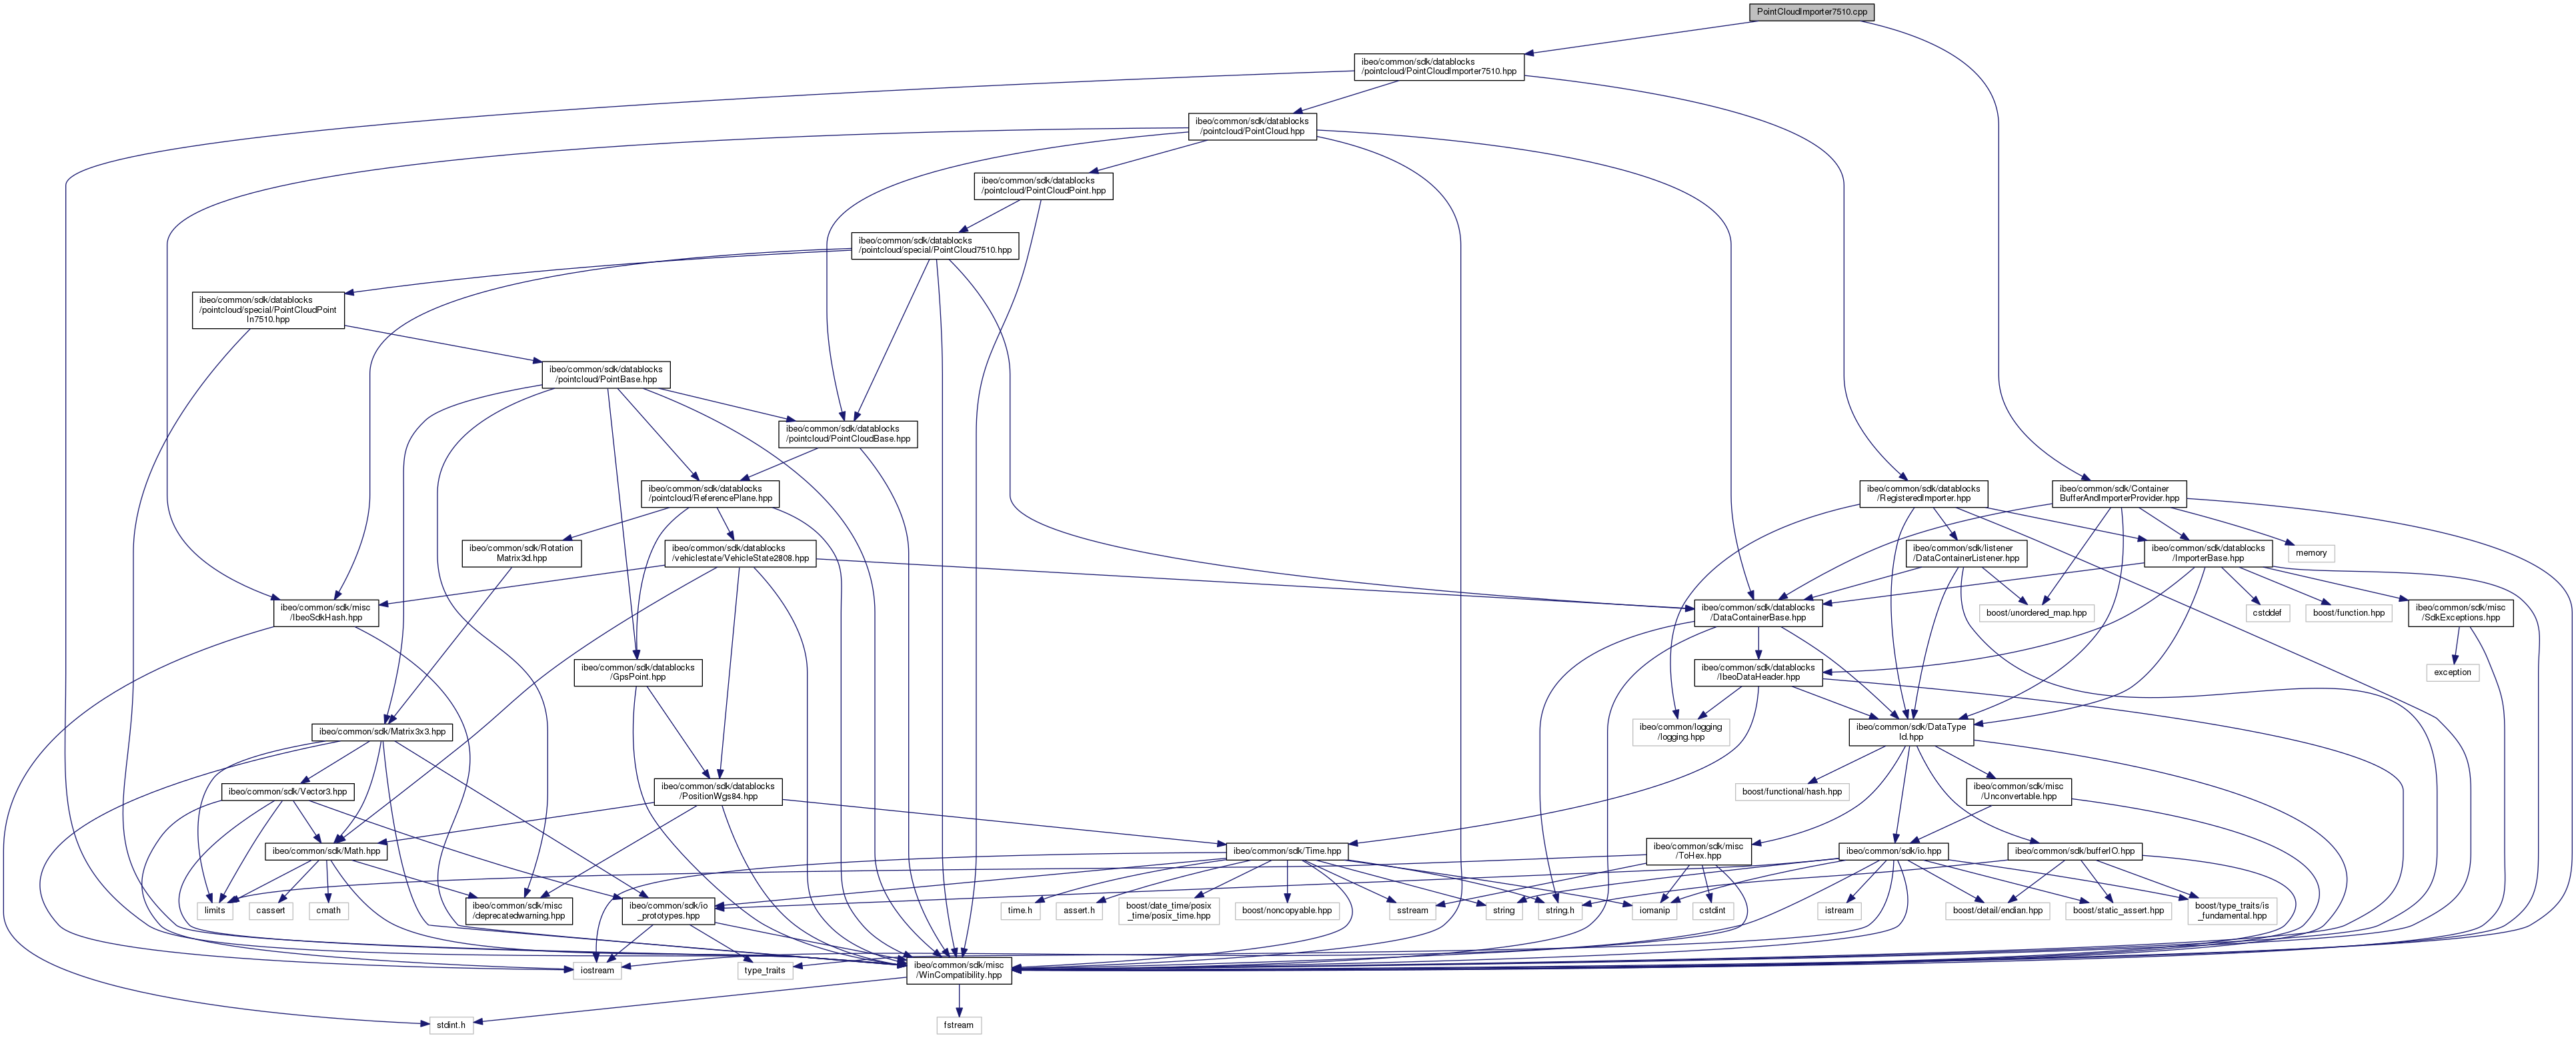 PointCloudImporter7510.cpp
ibeo/common/sdk/datablocks
/pointcloud/PointCloudImporter7510.hpp
ibeo/common/sdk/datablocks
/pointcloud/PointCloud.hpp
ibeo/common/sdk/datablocks
/pointcloud/PointCloudPoint.hpp
ibeo/common/sdk/datablocks
/pointcloud/special/PointCloud7510.hpp
ibeo/common/sdk/datablocks
/pointcloud/special/PointCloudPoint
In7510.hpp
ibeo/common/sdk/datablocks
/pointcloud/PointBase.hpp
ibeo/common/sdk/datablocks
/pointcloud/PointCloudBase.hpp
ibeo/common/sdk/datablocks
/pointcloud/ReferencePlane.hpp
ibeo/common/sdk/datablocks
/RegisteredImporter.hpp
ibeo/common/sdk/Container
BufferAndImporterProvider.hpp
ibeo/common/sdk/Rotation
Matrix3d.hpp
ibeo/common/sdk/datablocks
/vehiclestate/VehicleState2808.hpp
ibeo/common/sdk/listener
/DataContainerListener.hpp
ibeo/common/sdk/datablocks
/ImporterBase.hpp
memory
ibeo/common/sdk/misc
/IbeoSdkHash.hpp
ibeo/common/sdk/datablocks
/DataContainerBase.hpp
boost/unordered_map.hpp
cstddef
boost/function.hpp
ibeo/common/sdk/misc
/SdkExceptions.hpp
ibeo/common/sdk/datablocks
/GpsPoint.hpp
ibeo/common/sdk/datablocks
/IbeoDataHeader.hpp
exception
ibeo/common/sdk/Matrix3x3.hpp
ibeo/common/logging
/logging.hpp
ibeo/common/sdk/DataType
Id.hpp
ibeo/common/sdk/Vector3.hpp
ibeo/common/sdk/datablocks
/PositionWgs84.hpp
boost/functional/hash.hpp
ibeo/common/sdk/misc
/Unconvertable.hpp
ibeo/common/sdk/Math.hpp
ibeo/common/sdk/Time.hpp
ibeo/common/sdk/misc
/ToHex.hpp
ibeo/common/sdk/io.hpp
ibeo/common/sdk/bufferIO.hpp
limits
cassert
cmath
ibeo/common/sdk/misc
/deprecatedwarning.hpp
ibeo/common/sdk/io
_prototypes.hpp
time.h
assert.h
boost/date_time/posix
_time/posix_time.hpp
boost/noncopyable.hpp
sstream
string
string.h
iomanip
cstdint
istream
boost/detail/endian.hpp
boost/static_assert.hpp
boost/type_traits/is
_fundamental.hpp
iostream
type_traits
ibeo/common/sdk/misc
/WinCompatibility.hpp
stdint.h
fstream